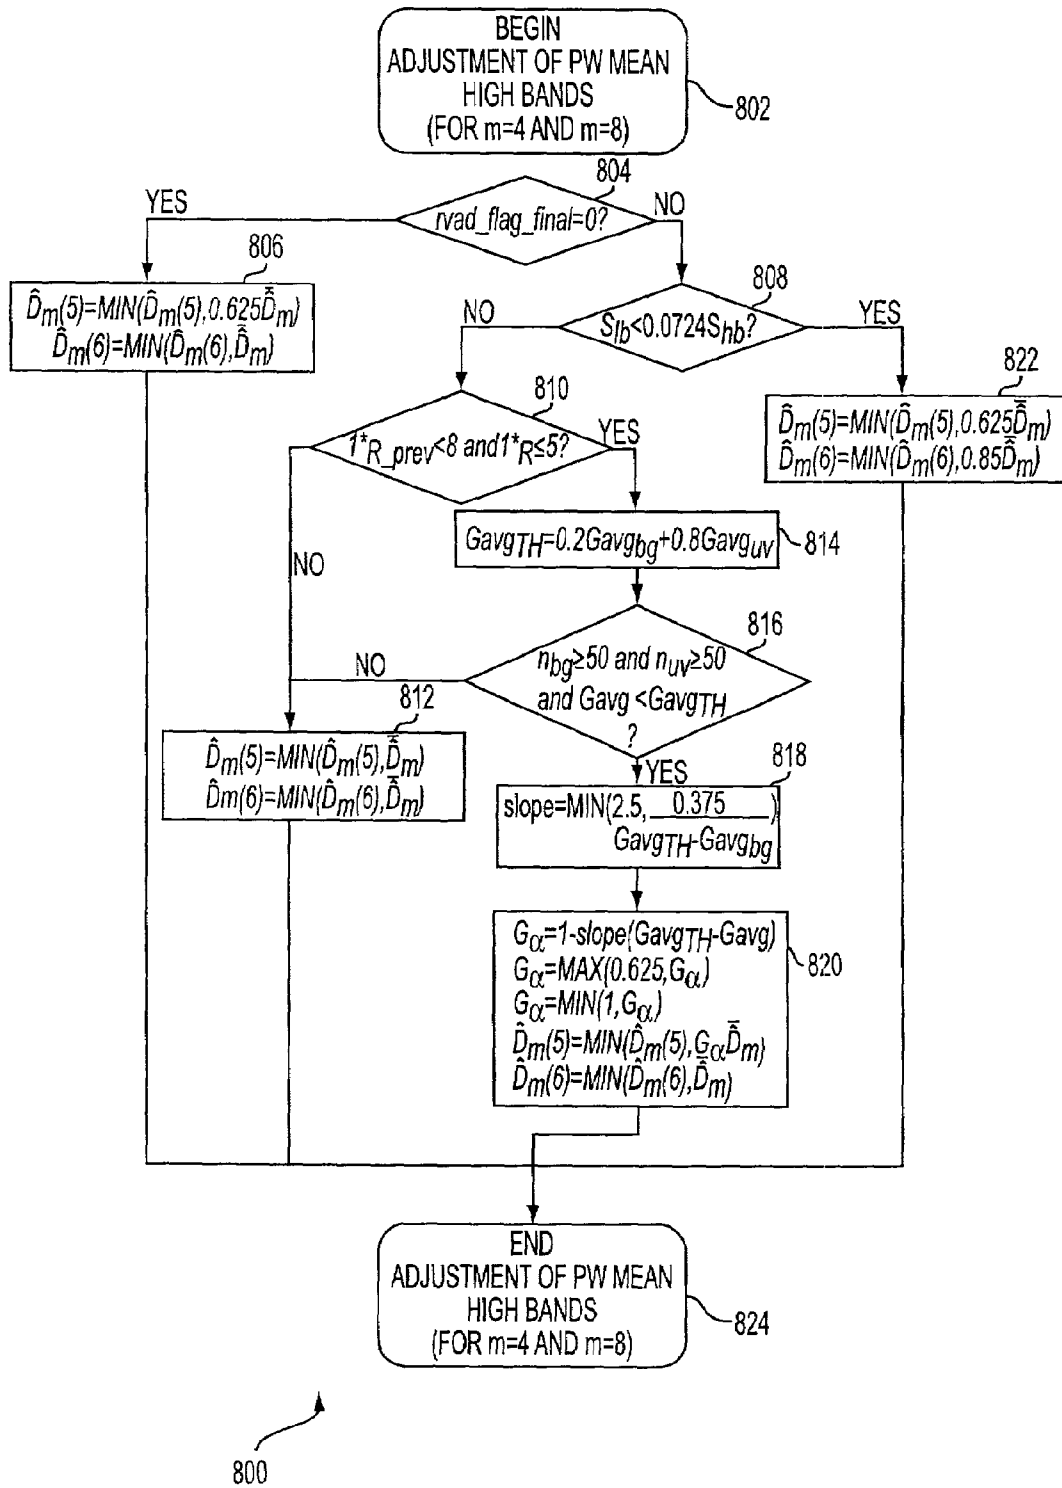 BEGIN
ADJUSTMENT OF PW MEAN
HIGH BANDS
(FOR m=4 AND m=8)
802
804
YES
rvad_flag_final=0?
NO
806
D̂m(5)=MIN(D̂m(5),0.625D̂̄m)
D̂m(6)=MIN(D̂m(6),D̂̄m)
808
NO
Slb<0.0724Shb?
YES
822
D̂m(5)=MIN(D̂m(5),0.625D̂̄m)
D̂m(6)=MIN(D̂m(6),0.85D̂̄m)
810
1*R_prev<8 and1*R≤5?
YES
GavgTH=0.2Gavgbg+0.8Gavguv
814
NO
816
NO
nbg≥50 and nuv≥50
and Gavg <GavgTH
?
812
D̂m(5)=MIN(D̂m(5),D̂̄m)
D̂m(6)=MIN(D̂m(6),D̂̄m)
YES
818
slope=MIN(2.5, 0.375 )
GavgTH-Gavgbg
Gα=1-slope(GavgTH-Gavg)
Gα=MAX(0.625,Gα)
Gα=MIN(1,Gα)
D̂m(5)=MIN(D̂m(5),GαD̂̄m)
D̂m(6)=MIN(D̂m(6),D̂̄m)
820
END
ADJUSTMENT OF PW MEAN
HIGH BANDS
(FOR m=4 AND m=8)
824
800